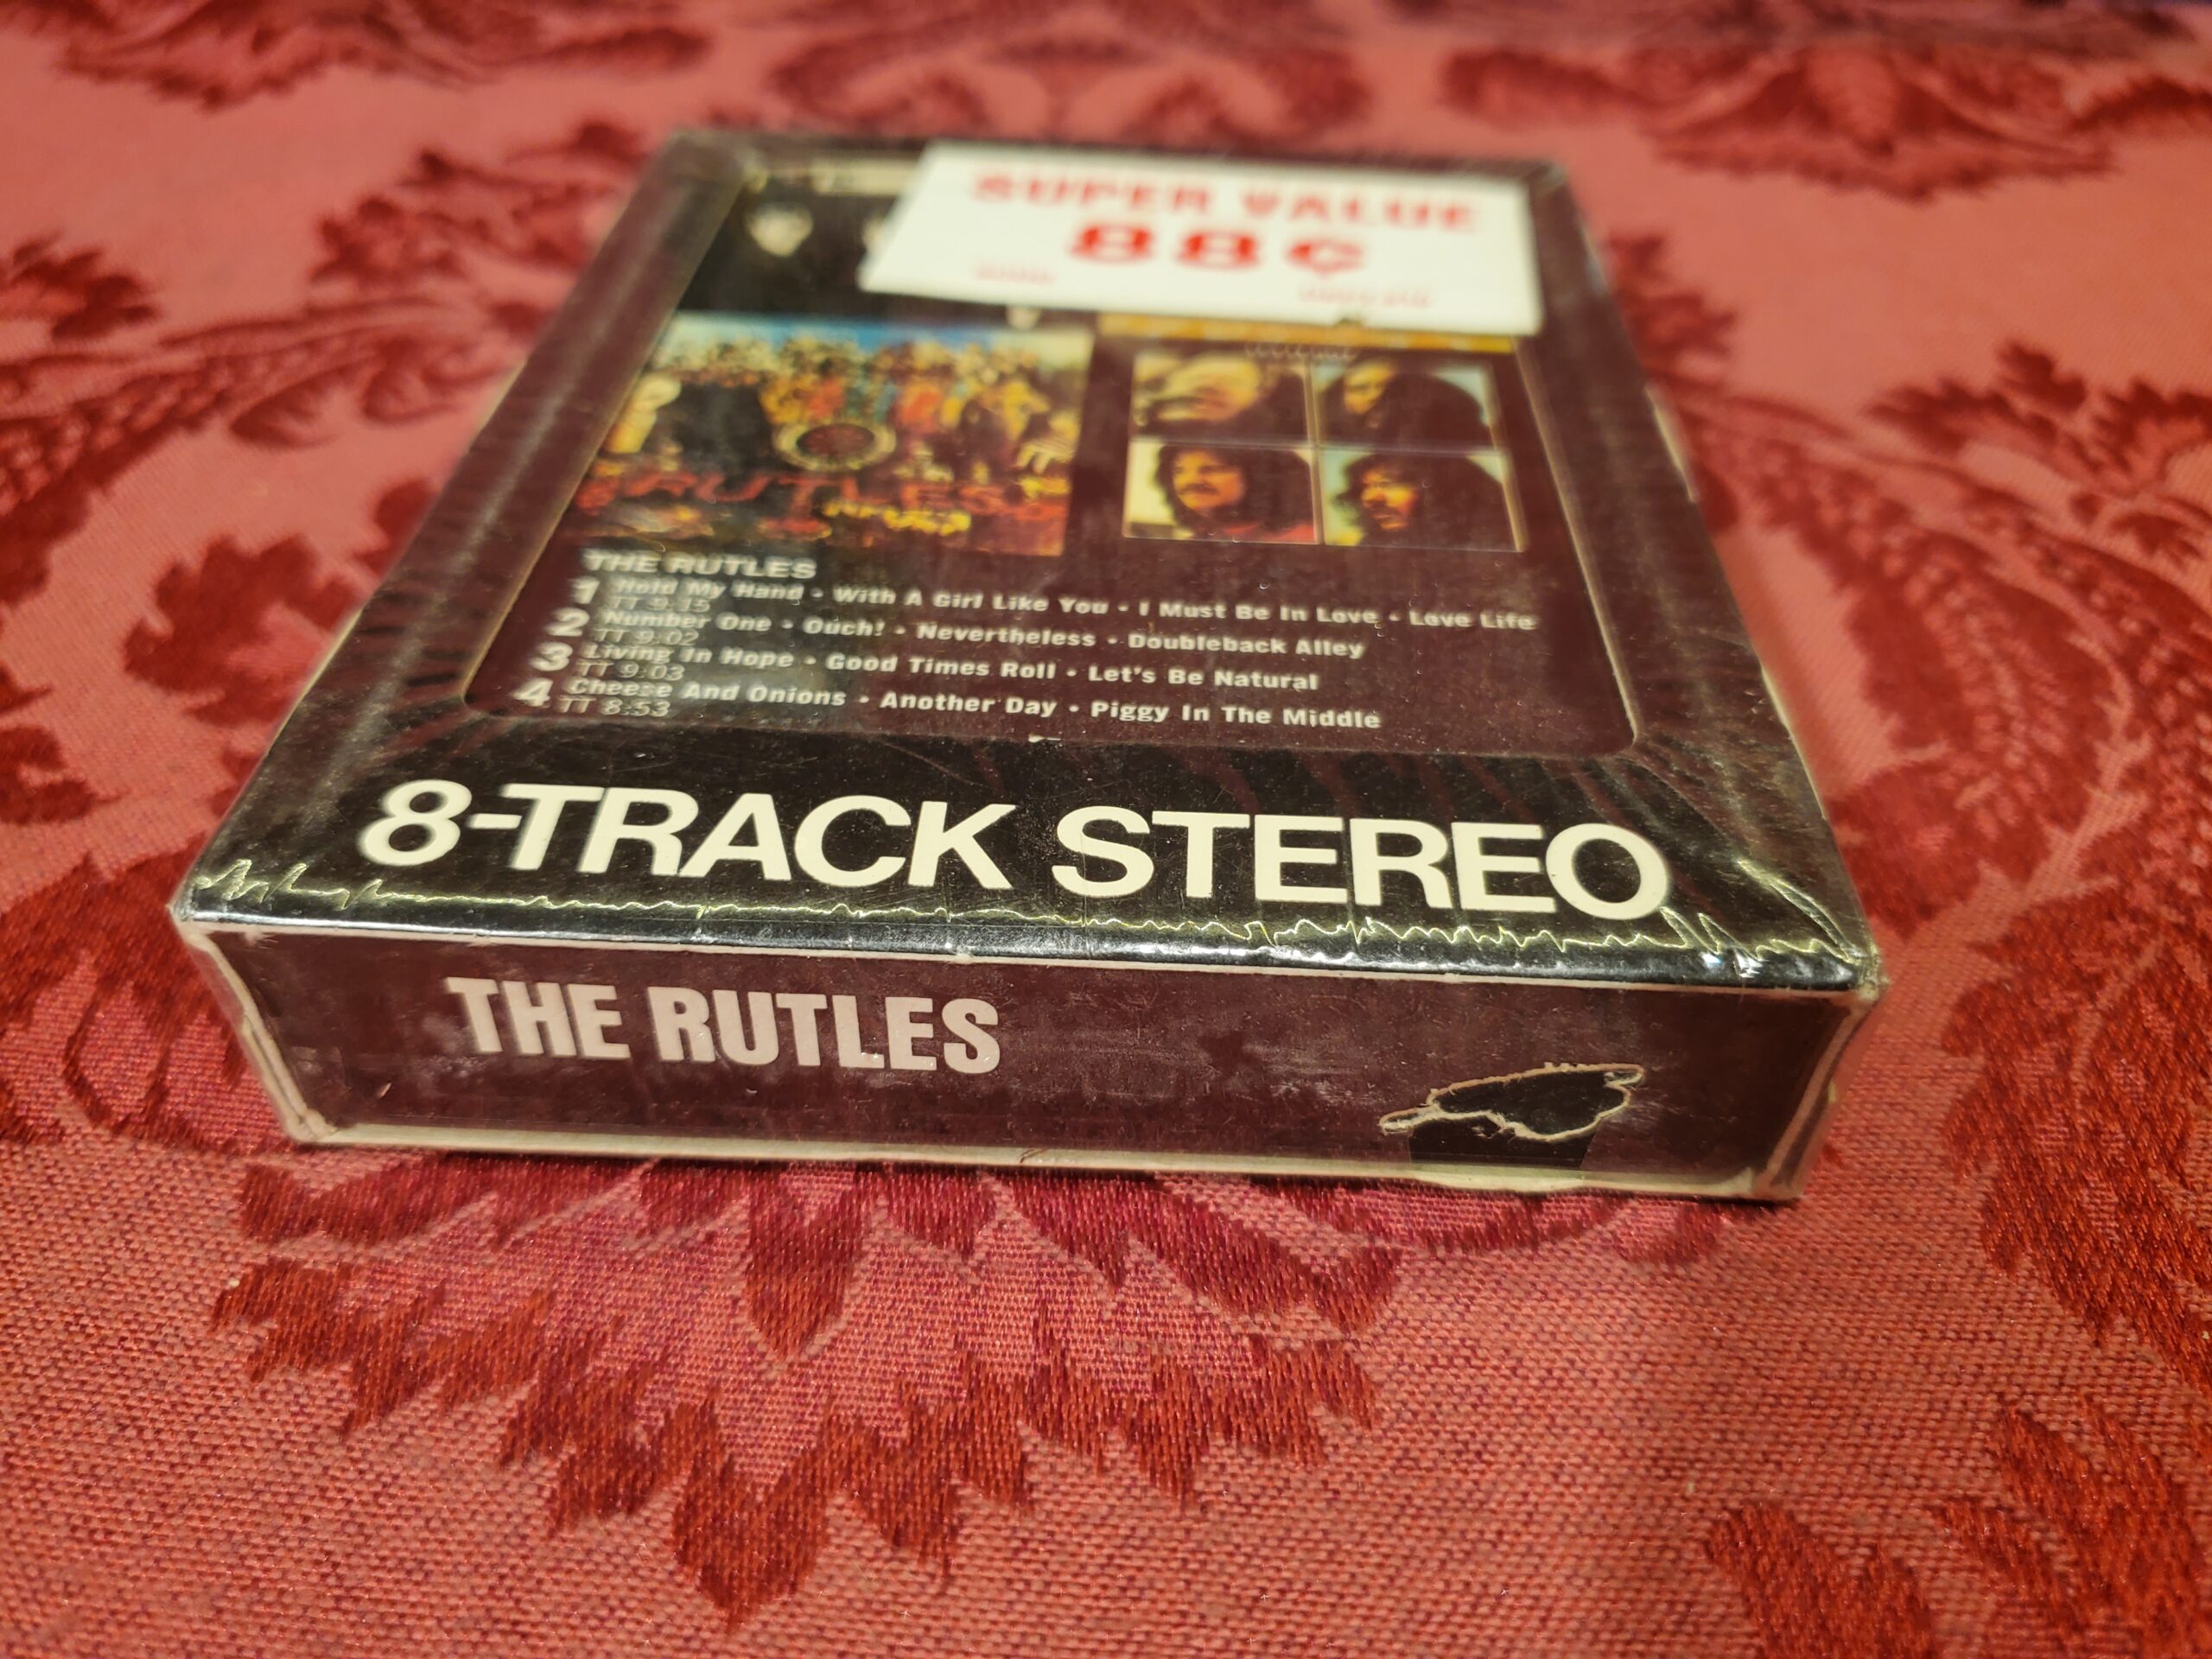 SUPER VALUE
88¢
RUTLES
THE RUTLES
1 Hold My Hand • With A Girl Like You • I Must Be In Love • Love Life
TT 9:15
2 Number One • Ouch! • Nevertheless • Doubleback Alley
TT 9:02
3 Living In Hope • Good Times Roll • Let's Be Natural
TT 9:03
4 Cheese And Onions • Another Day • Piggy In The Middle
TT 8:53
8-TRACK STEREO
THE RUTLES